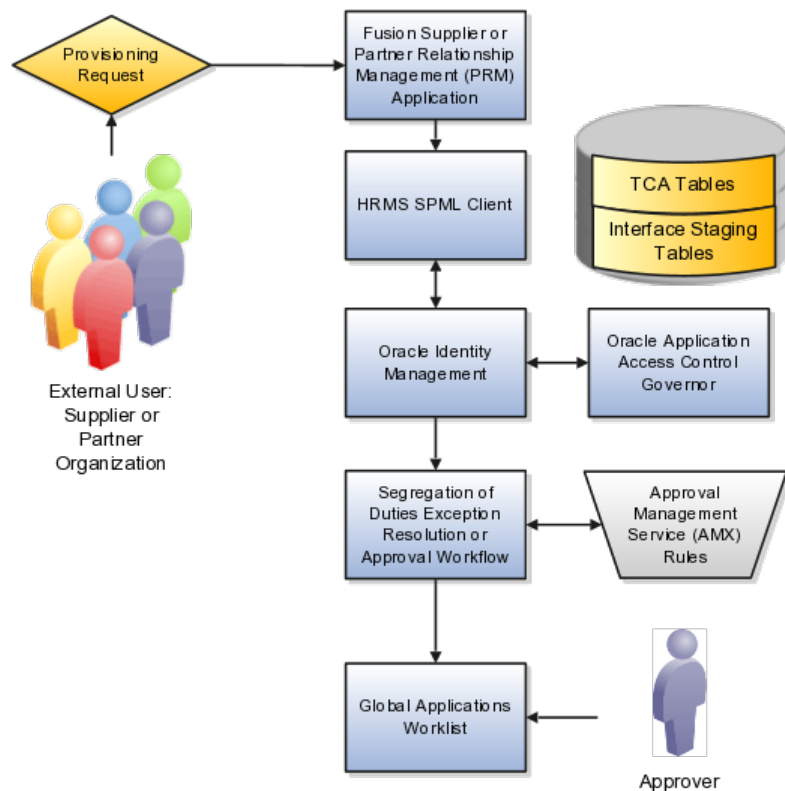 Provisioning
Request
Fusion Supplier or
Partner Relationship
Management (PRM)
Application
HRMS SPML Client
TCA Tables
Interface Staging
Tables
Oracle Identity
Management
Oracle Application
Access Control
Governor
External User:
Supplier or
Partner
Organization
Segregation of
Duties Exception
Resolution or
Approval Workflow
Approval
Management
Service (AMX)
Rules
Global Applications
Worklist
Approver